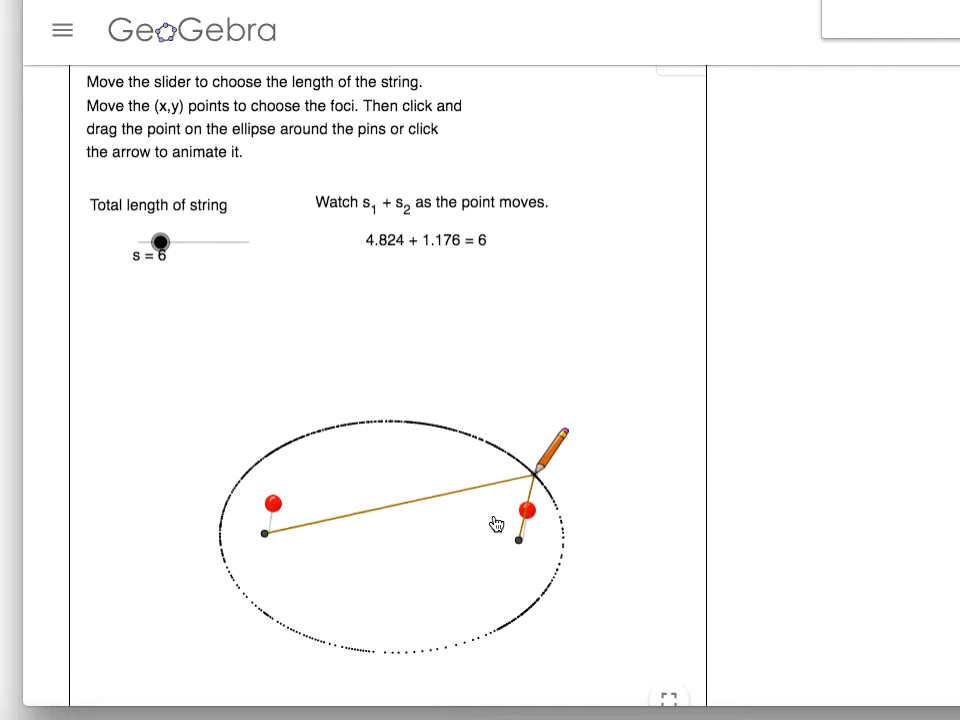 GeoGebra
Move the slider to choose the length of the string.
Move the (x,y) points to choose the foci. Then click and
drag the point on the ellipse around the pins or click
the arrow to animate it.
Total length of string
s = 6
Watch s₁ + s₂ as the point moves.
4.824 + 1.176 = 6